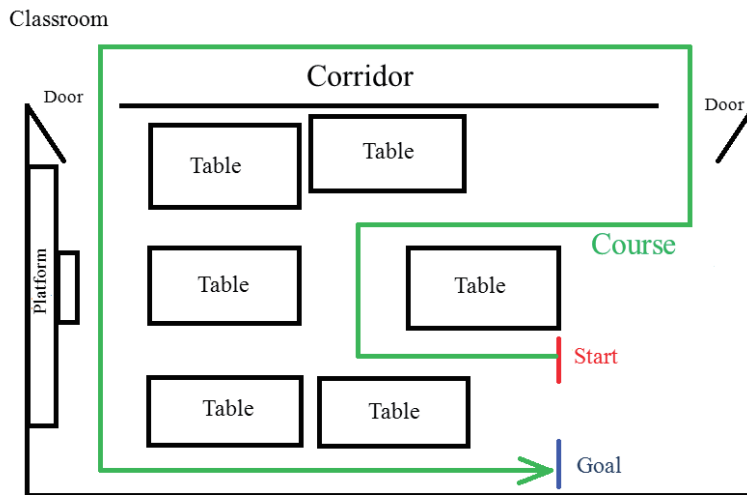 Classroom
Corridor
Door
Door
Table
Table
Course
Platform
Table
Table
Start
Table
Table
Goal